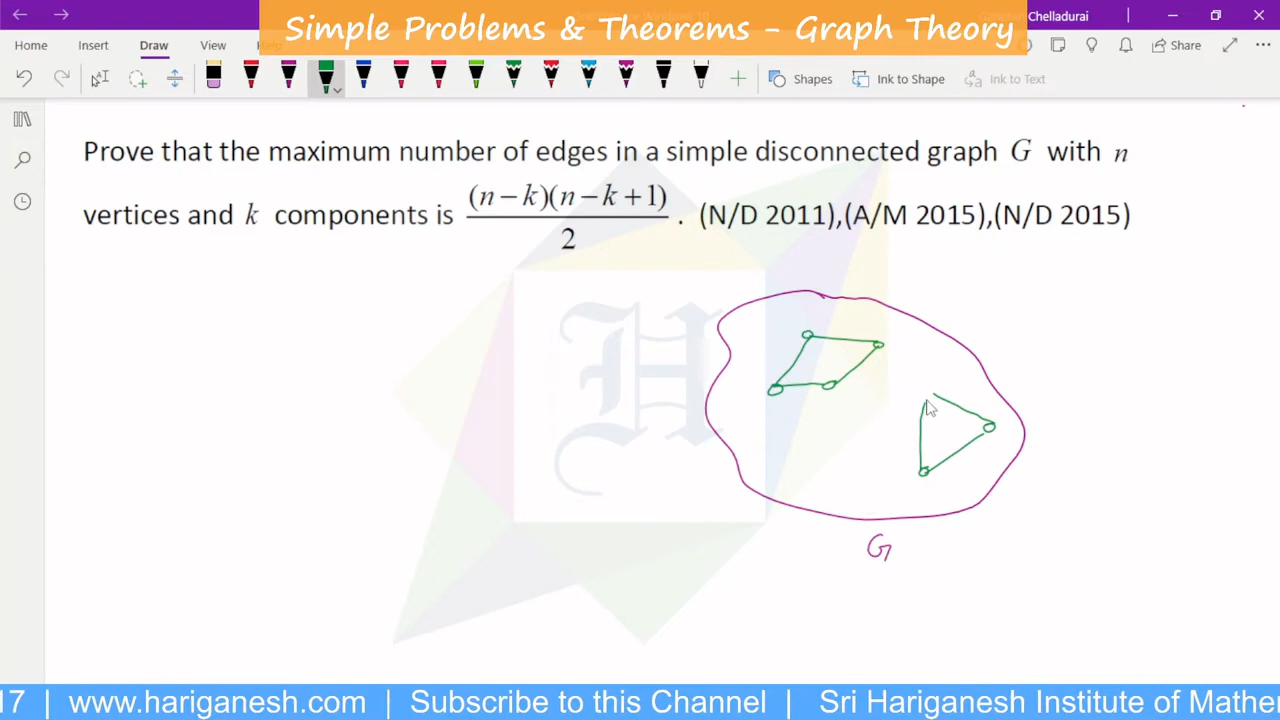 Simple Problems & Theorems - Graph Theory
Chelladurai
Home Insert Draw View
Share
Shapes Ink to Shape Ink to Text
Prove that the maximum number of edges in a simple disconnected graph G with n
vertices and k components is (n−k)(n−k+1)/2 . (N/D 2011),(A/M 2015),(N/D 2015)
H
G
17 | www.hariganesh.com | Subscribe to this Channel | Sri Hariganesh Institute of Mathe